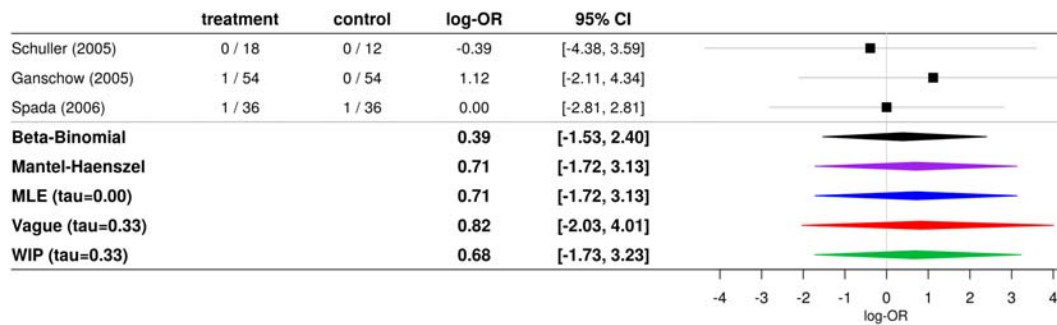 treatment control log-OR 95% CI
Schuller (2005) 0 / 18 0 / 12 -0.39 [-4.38, 3.59]
Ganschow (2005) 1 / 54 0 / 54 1.12 [-2.11, 4.34]
Spada (2006) 1 / 36 1 / 36 0.00 [-2.81, 2.81]
Beta-Binomial 0.39 [-1.53, 2.40]
Mantel-Haenszel 0.71 [-1.72, 3.13]
MLE (tau=0.00) 0.71 [-1.72, 3.13]
Vague (tau=0.33) 0.82 [-2.03, 4.01]
WIP (tau=0.33) 0.68 [-1.73, 3.23]
-4 -3 -2 -1 0 1 2 3 4
log-OR